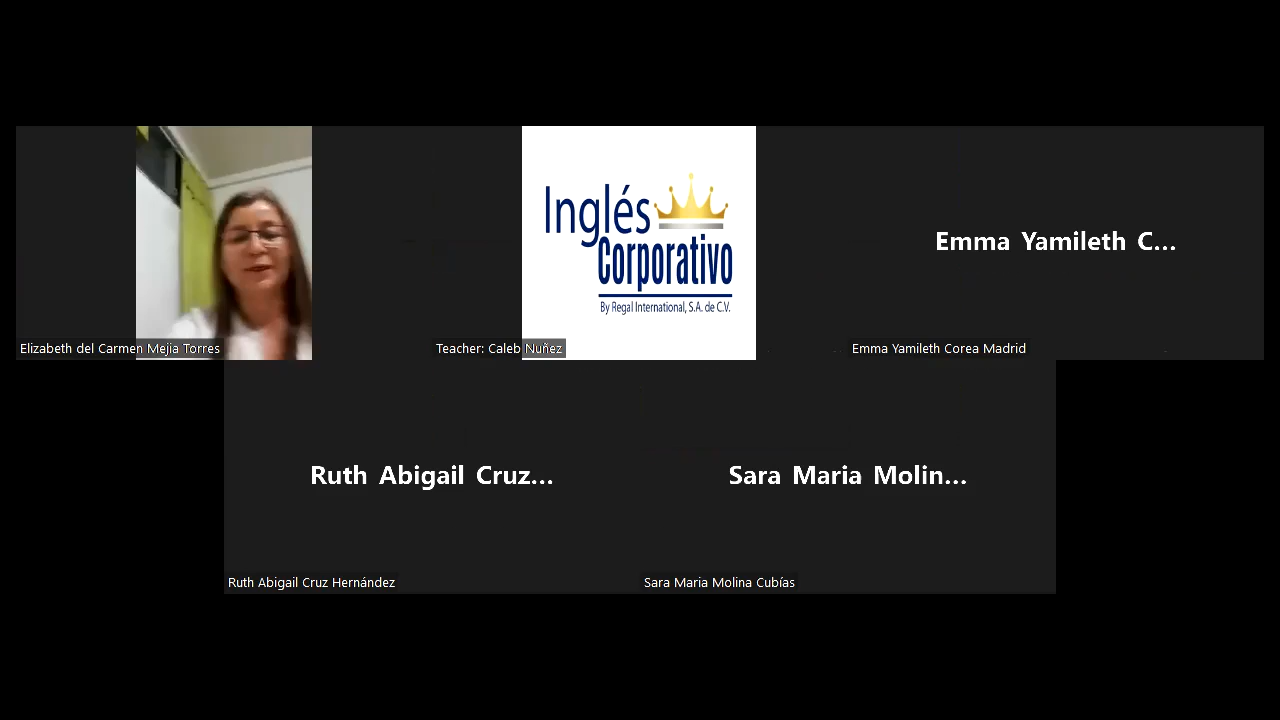 Inglés
Corporativo
By Regal International, S.A. de C.V.
Emma Yamileth C...
Elizabeth del Carmen Mejia Torres
Teacher: Caleb Nuñez
Emma Yamileth Corea Madrid
Ruth Abigail Cruz...
Sara Maria Molin...
Ruth Abigail Cruz Hernández
Sara Maria Molina Cubías